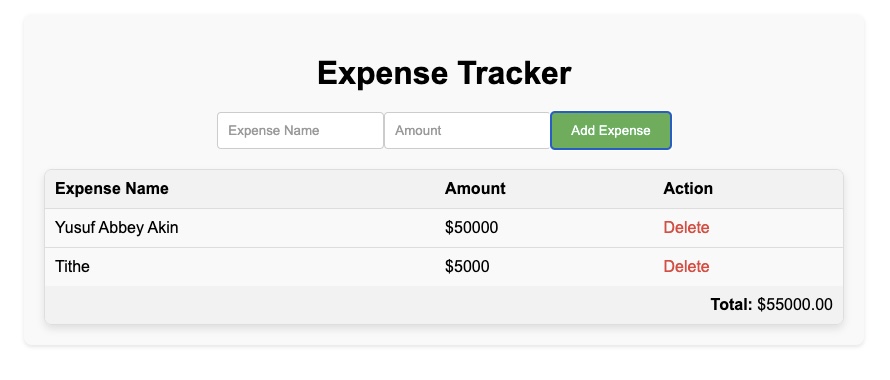 Expense Tracker
Expense Name Amount Add Expense
Expense Name Amount Action
Yusuf Abbey Akin $50000 Delete
Tithe $5000 Delete
Total: $55000.00